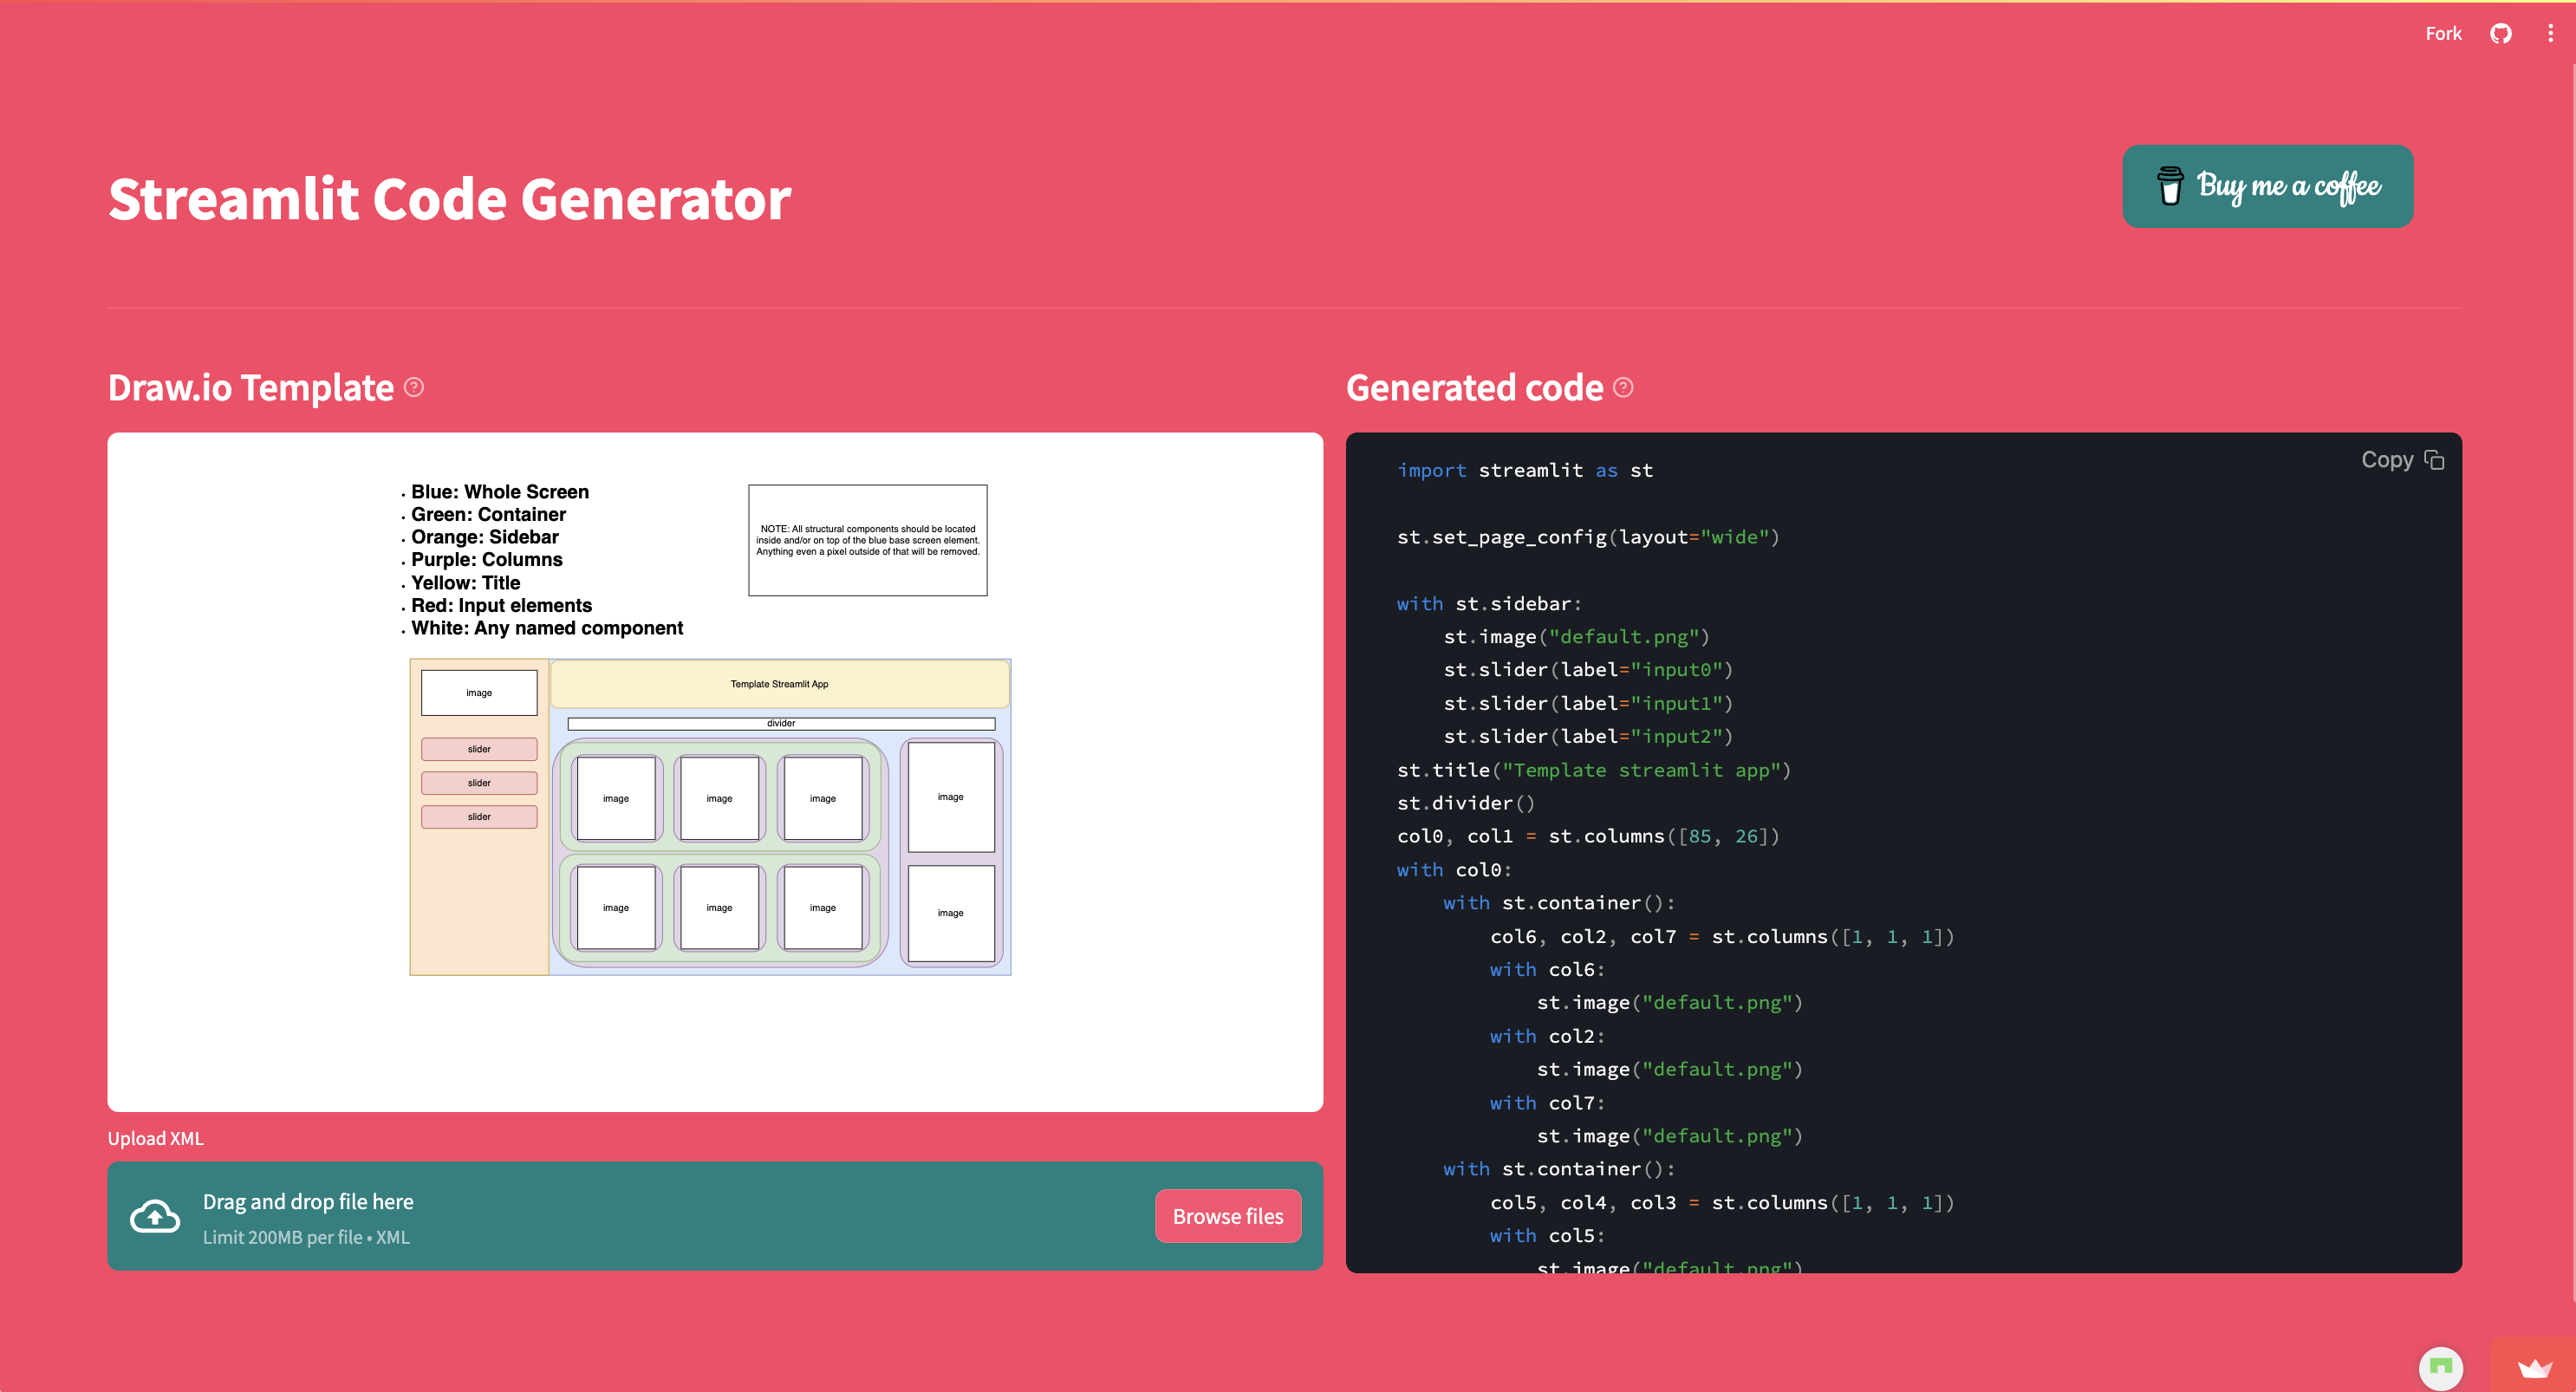 Fork
Streamlit Code Generator
Buy me a coffee
Draw.io Template
Generated code
Blue: Whole Screen
Green: Container
Orange: Sidebar
Purple: Columns
Yellow: Title
Red: Input elements
White: Any named component
NOTE: All structural components should be located
inside and/or on top of the blue base screen element.
Anything even a pixel outside of that will be removed.
image
Template Streamlit App
divider
slider
slider
slider
image
image
image
image
image
image
image
image
Upload XML
Drag and drop file here
Limit 200MB per file • XML
Browse files
Copy
import streamlit as st
st.set_page_config(layout="wide")
with st.sidebar:
    st.image("default.png")
    st.slider(label="input0")
    st.slider(label="input1")
    st.slider(label="input2")
st.title("Template streamlit app")
st.divider()
col0, col1 = st.columns([85, 26])
with col0:
    with st.container():
        col6, col2, col7 = st.columns([1, 1, 1])
        with col6:
            st.image("default.png")
        with col2:
            st.image("default.png")
        with col7:
            st.image("default.png")
    with st.container():
        col5, col4, col3 = st.columns([1, 1, 1])
        with col5:
            st.image("default.png")